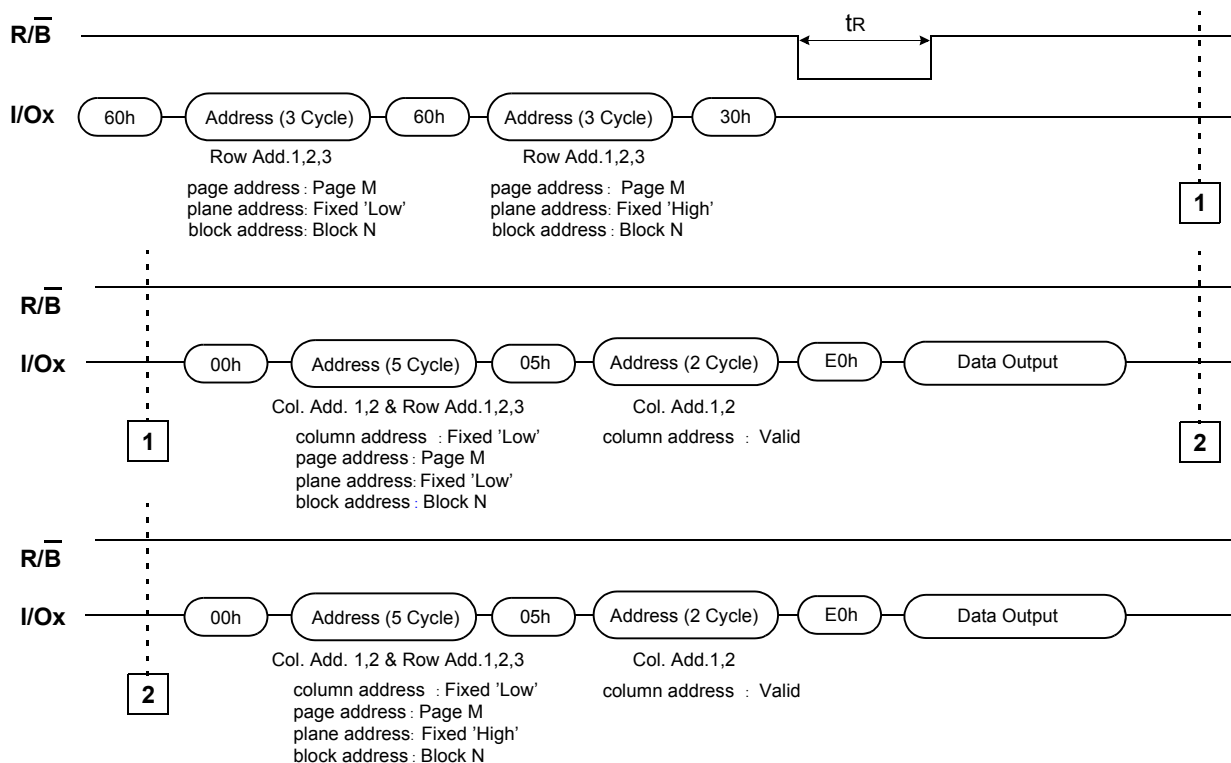 tR
R/B
I/Ox 60h Address (3 Cycle) 60h Address (3 Cycle) 30h
Row Add.1,2,3 Row Add.1,2,3
page address : Page M page address : Page M
plane address: Fixed 'Low' plane address: Fixed 'High'
block address: Block N block address : Block N
1
R/B
I/Ox 00h Address (5 Cycle) 05h Address (2 Cycle) E0h Data Output
Col. Add. 1,2 & Row Add.1,2,3 Col. Add.1,2
column address : Fixed 'Low' column address : Valid
page address : Page M
plane address: Fixed 'Low'
block address : Block N
1 2
R/B
I/Ox 00h Address (5 Cycle) 05h Address (2 Cycle) E0h Data Output
Col. Add. 1,2 & Row Add.1,2,3 Col. Add.1,2
column address : Fixed 'Low' column address : Valid
page address : Page M
plane address: Fixed 'High'
block address : Block N
2